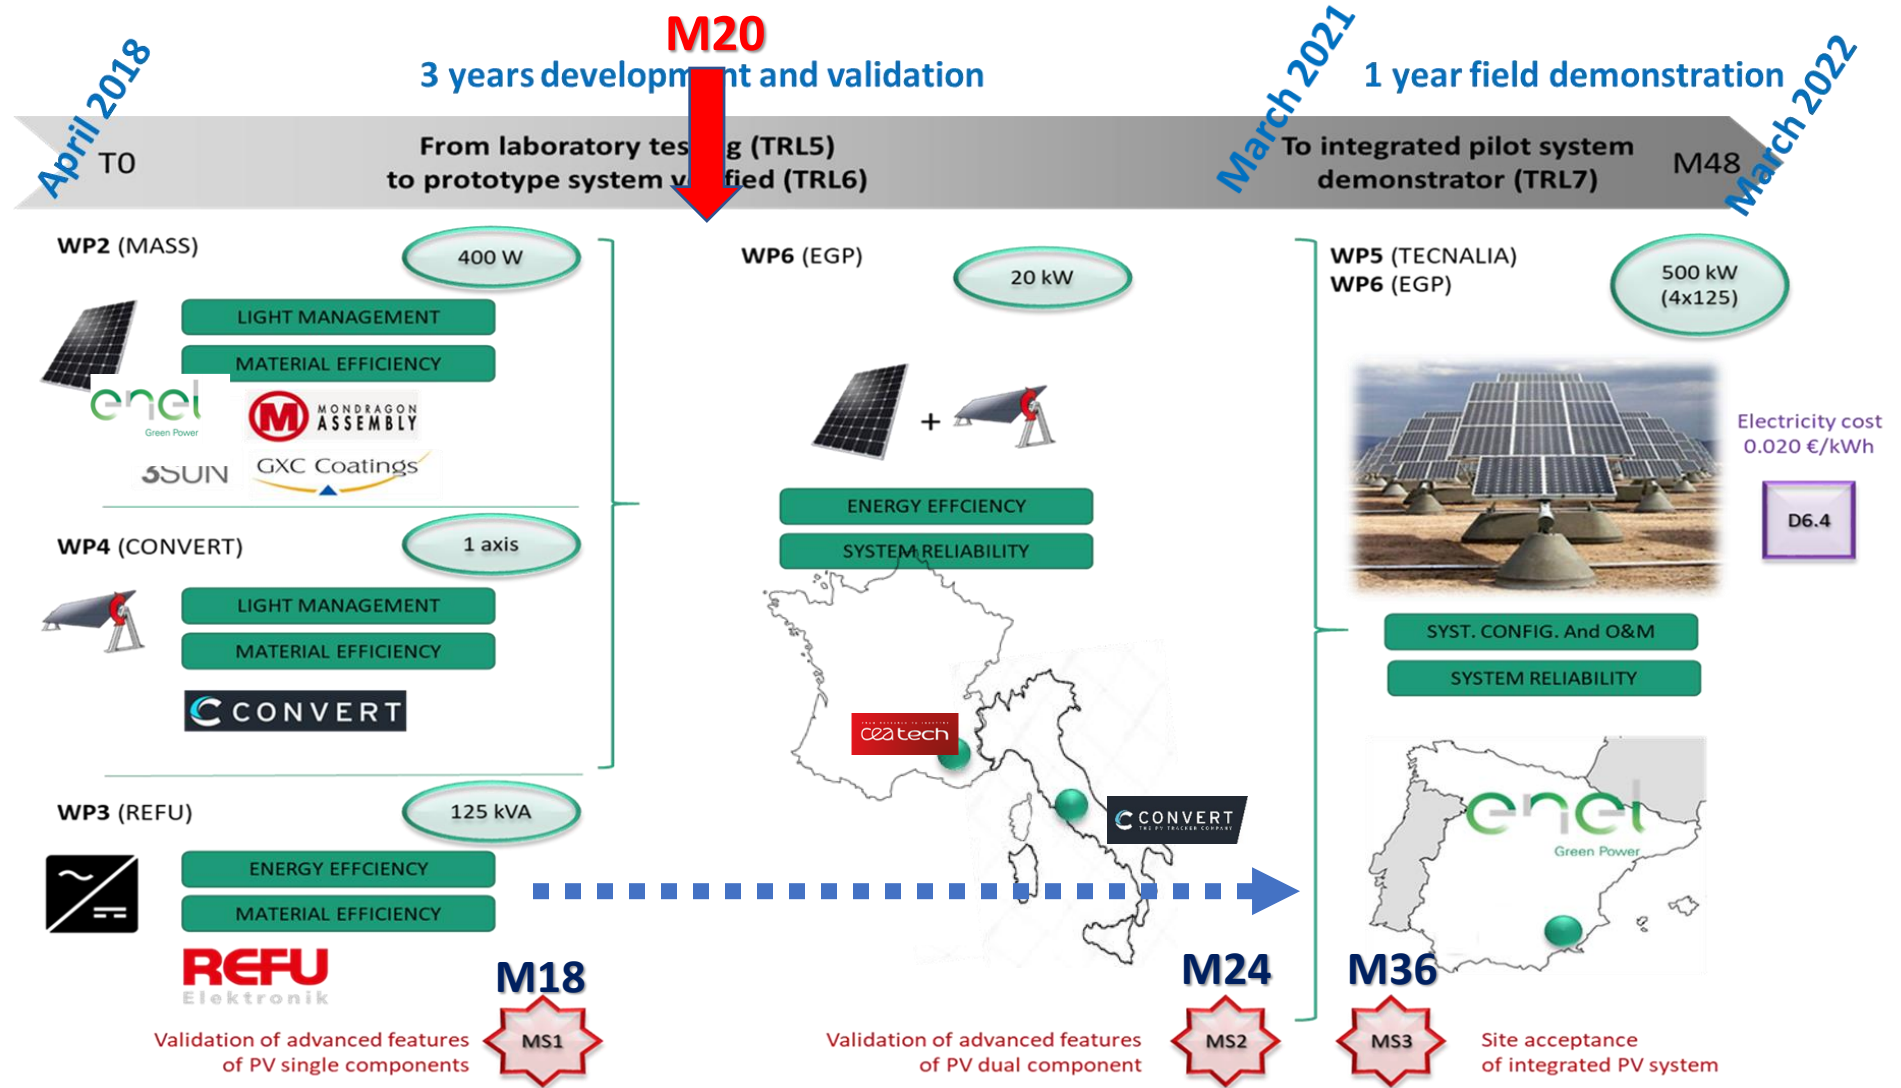 M20
3 years development and validation
1 year field demonstration
April 2018
March 2021
March 2022
T0
From laboratory testing (TRL5)
to prototype system verified (TRL6)
To integrated pilot system
demonstrator (TRL7)
M48
WP2 (MASS)
400 W
LIGHT MANAGEMENT
MATERIAL EFFICIENCY
enel
Green Power
MONDRAGON
ASSEMBLY
3SUN
GXC Coatings
WP4 (CONVERT)
1 axis
LIGHT MANAGEMENT
MATERIAL EFFICIENCY
CONVERT
WP3 (REFU)
125 kVA
ENERGY EFFCIENCY
MATERIAL EFFICIENCY
REFU
Elektronik
M18
Validation of advanced features
of PV single components
MS1
WP6 (EGP)
20 kW
+
ENERGY EFFCIENCY
SYSTEM RELIABILITY
cea tech
CONVERT
THE PV TRACKER COMPANY
M24
Validation of advanced features
of PV dual component
MS2
WP5 (TECNALIA)
WP6 (EGP)
500 kW
(4x125)
Electricity cost
0.020 €/kWh
D6.4
SYST. CONFIG. And O&M
SYSTEM RELIABILITY
enel
Green Power
M36
MS3
Site acceptance
of integrated PV system